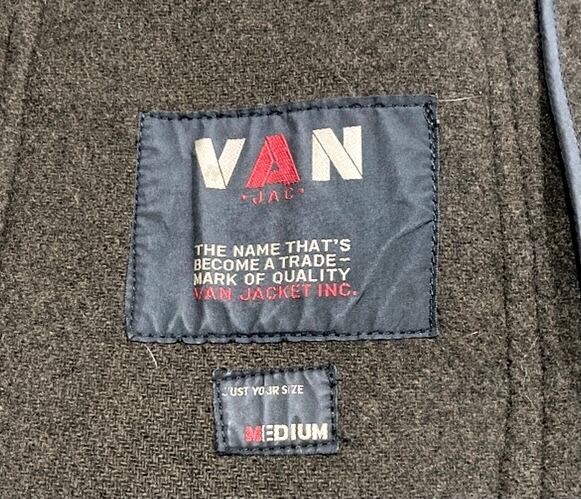 VAN
·JAC·
THE NAME THAT'S
BECOME A TRADE–
MARK OF QUALITY
VAN JACKET INC.
JUST YOUR SIZE
MEDIUM